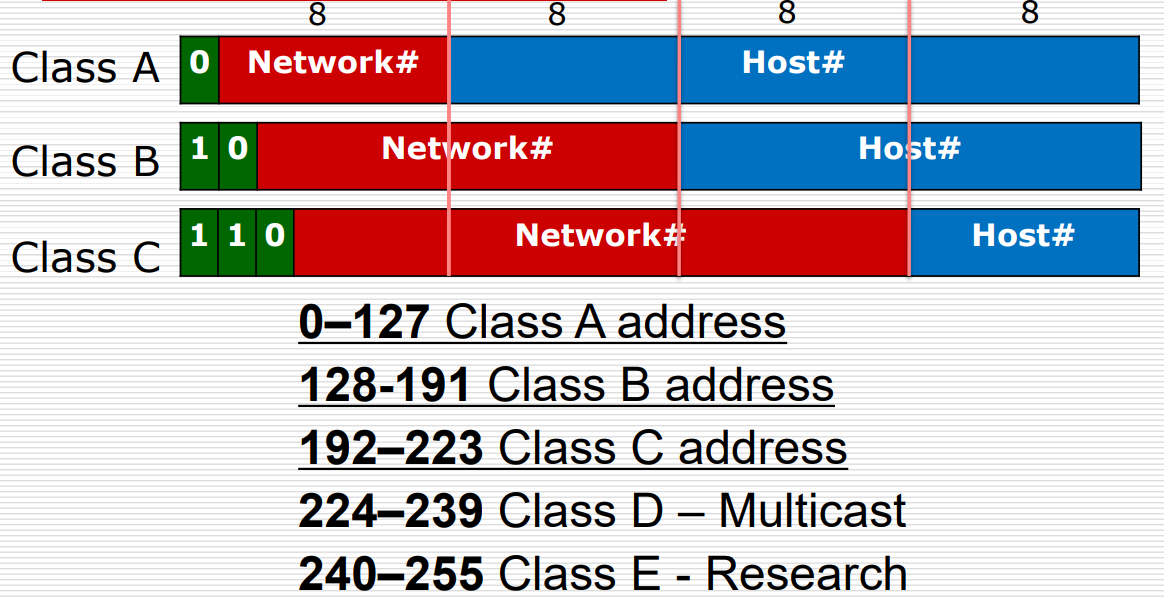 8 8 8 8
Class A 0 Network# Host#
Class B 1 0 Network# Host#
Class C 1 1 0 Network# Host#
0–127 Class A address
128-191 Class B address
192–223 Class C address
224–239 Class D – Multicast
240–255 Class E - Research